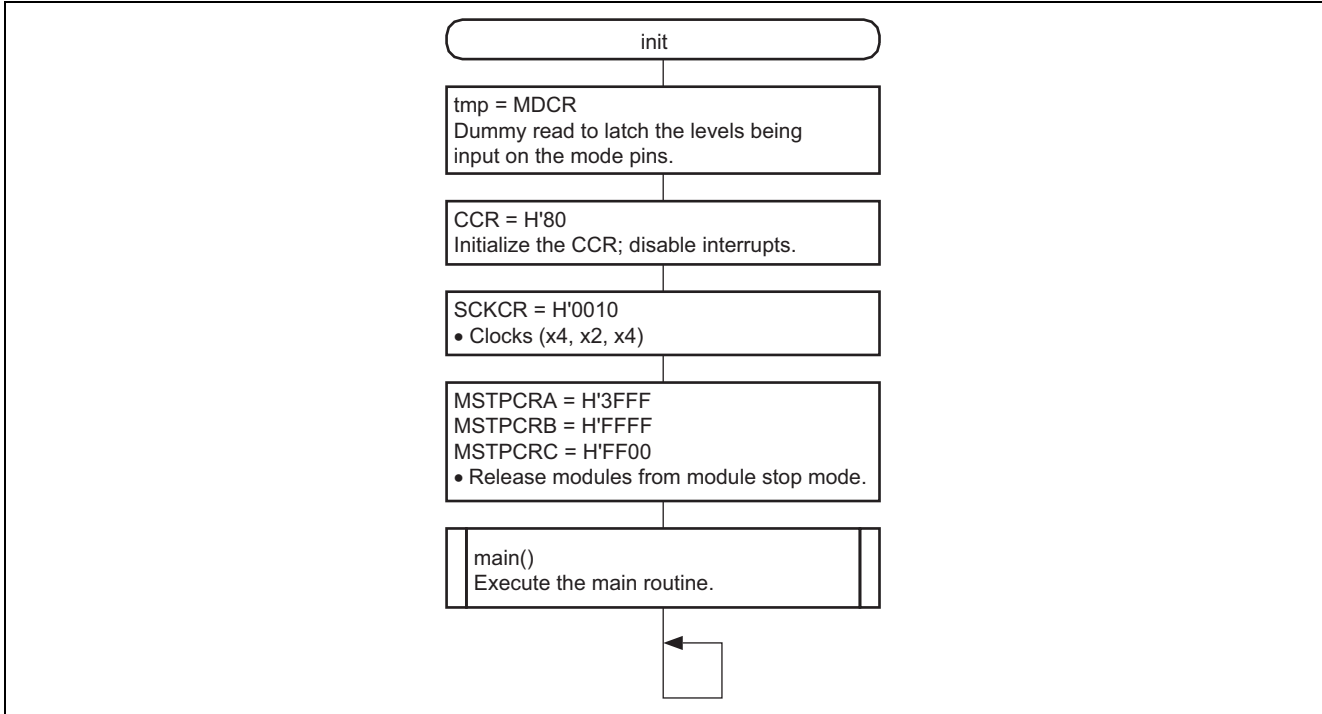 init
tmp = MDCR
Dummy read to latch the levels being
input on the mode pins.
CCR = H'80
Initialize the CCR; disable interrupts.
SCKCR = H'0010
• Clocks (x4, x2, x4)
MSTPCRA = H'3FFF
MSTPCRB = H'FFFF
MSTPCRC = H'FF00
• Release modules from module stop mode.
main()
Execute the main routine.